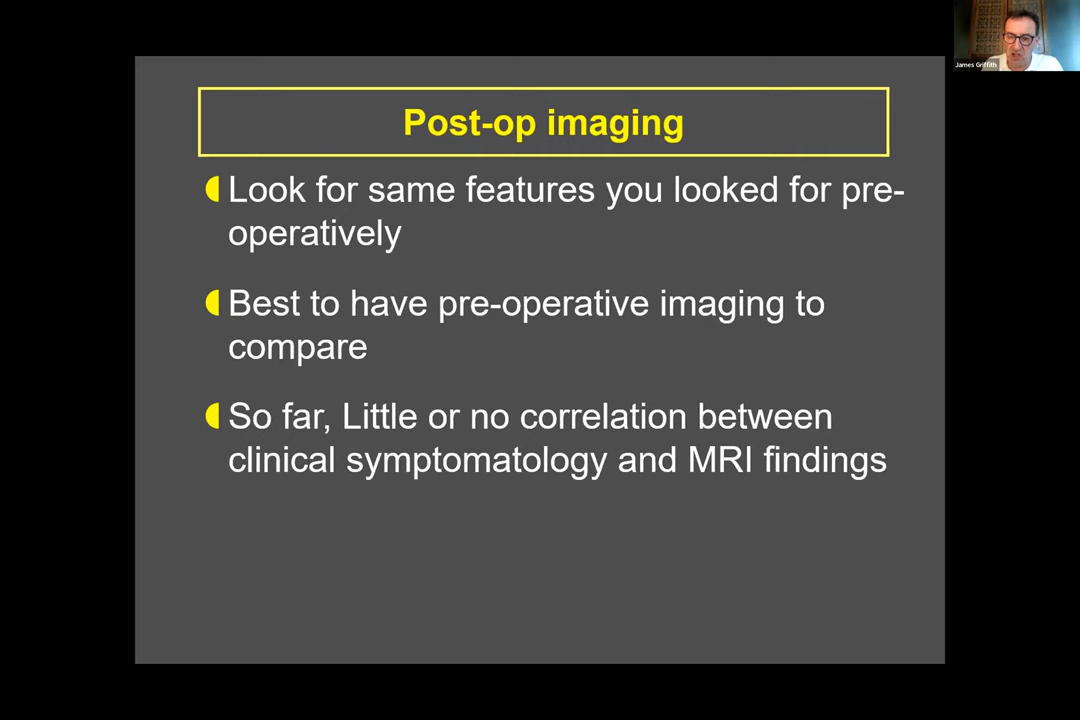 James Griffith
Post-op imaging
Look for same features you looked for pre-
operatively
Best to have pre-operative imaging to
compare
So far, Little or no correlation between
clinical symptomatology and MRI findings